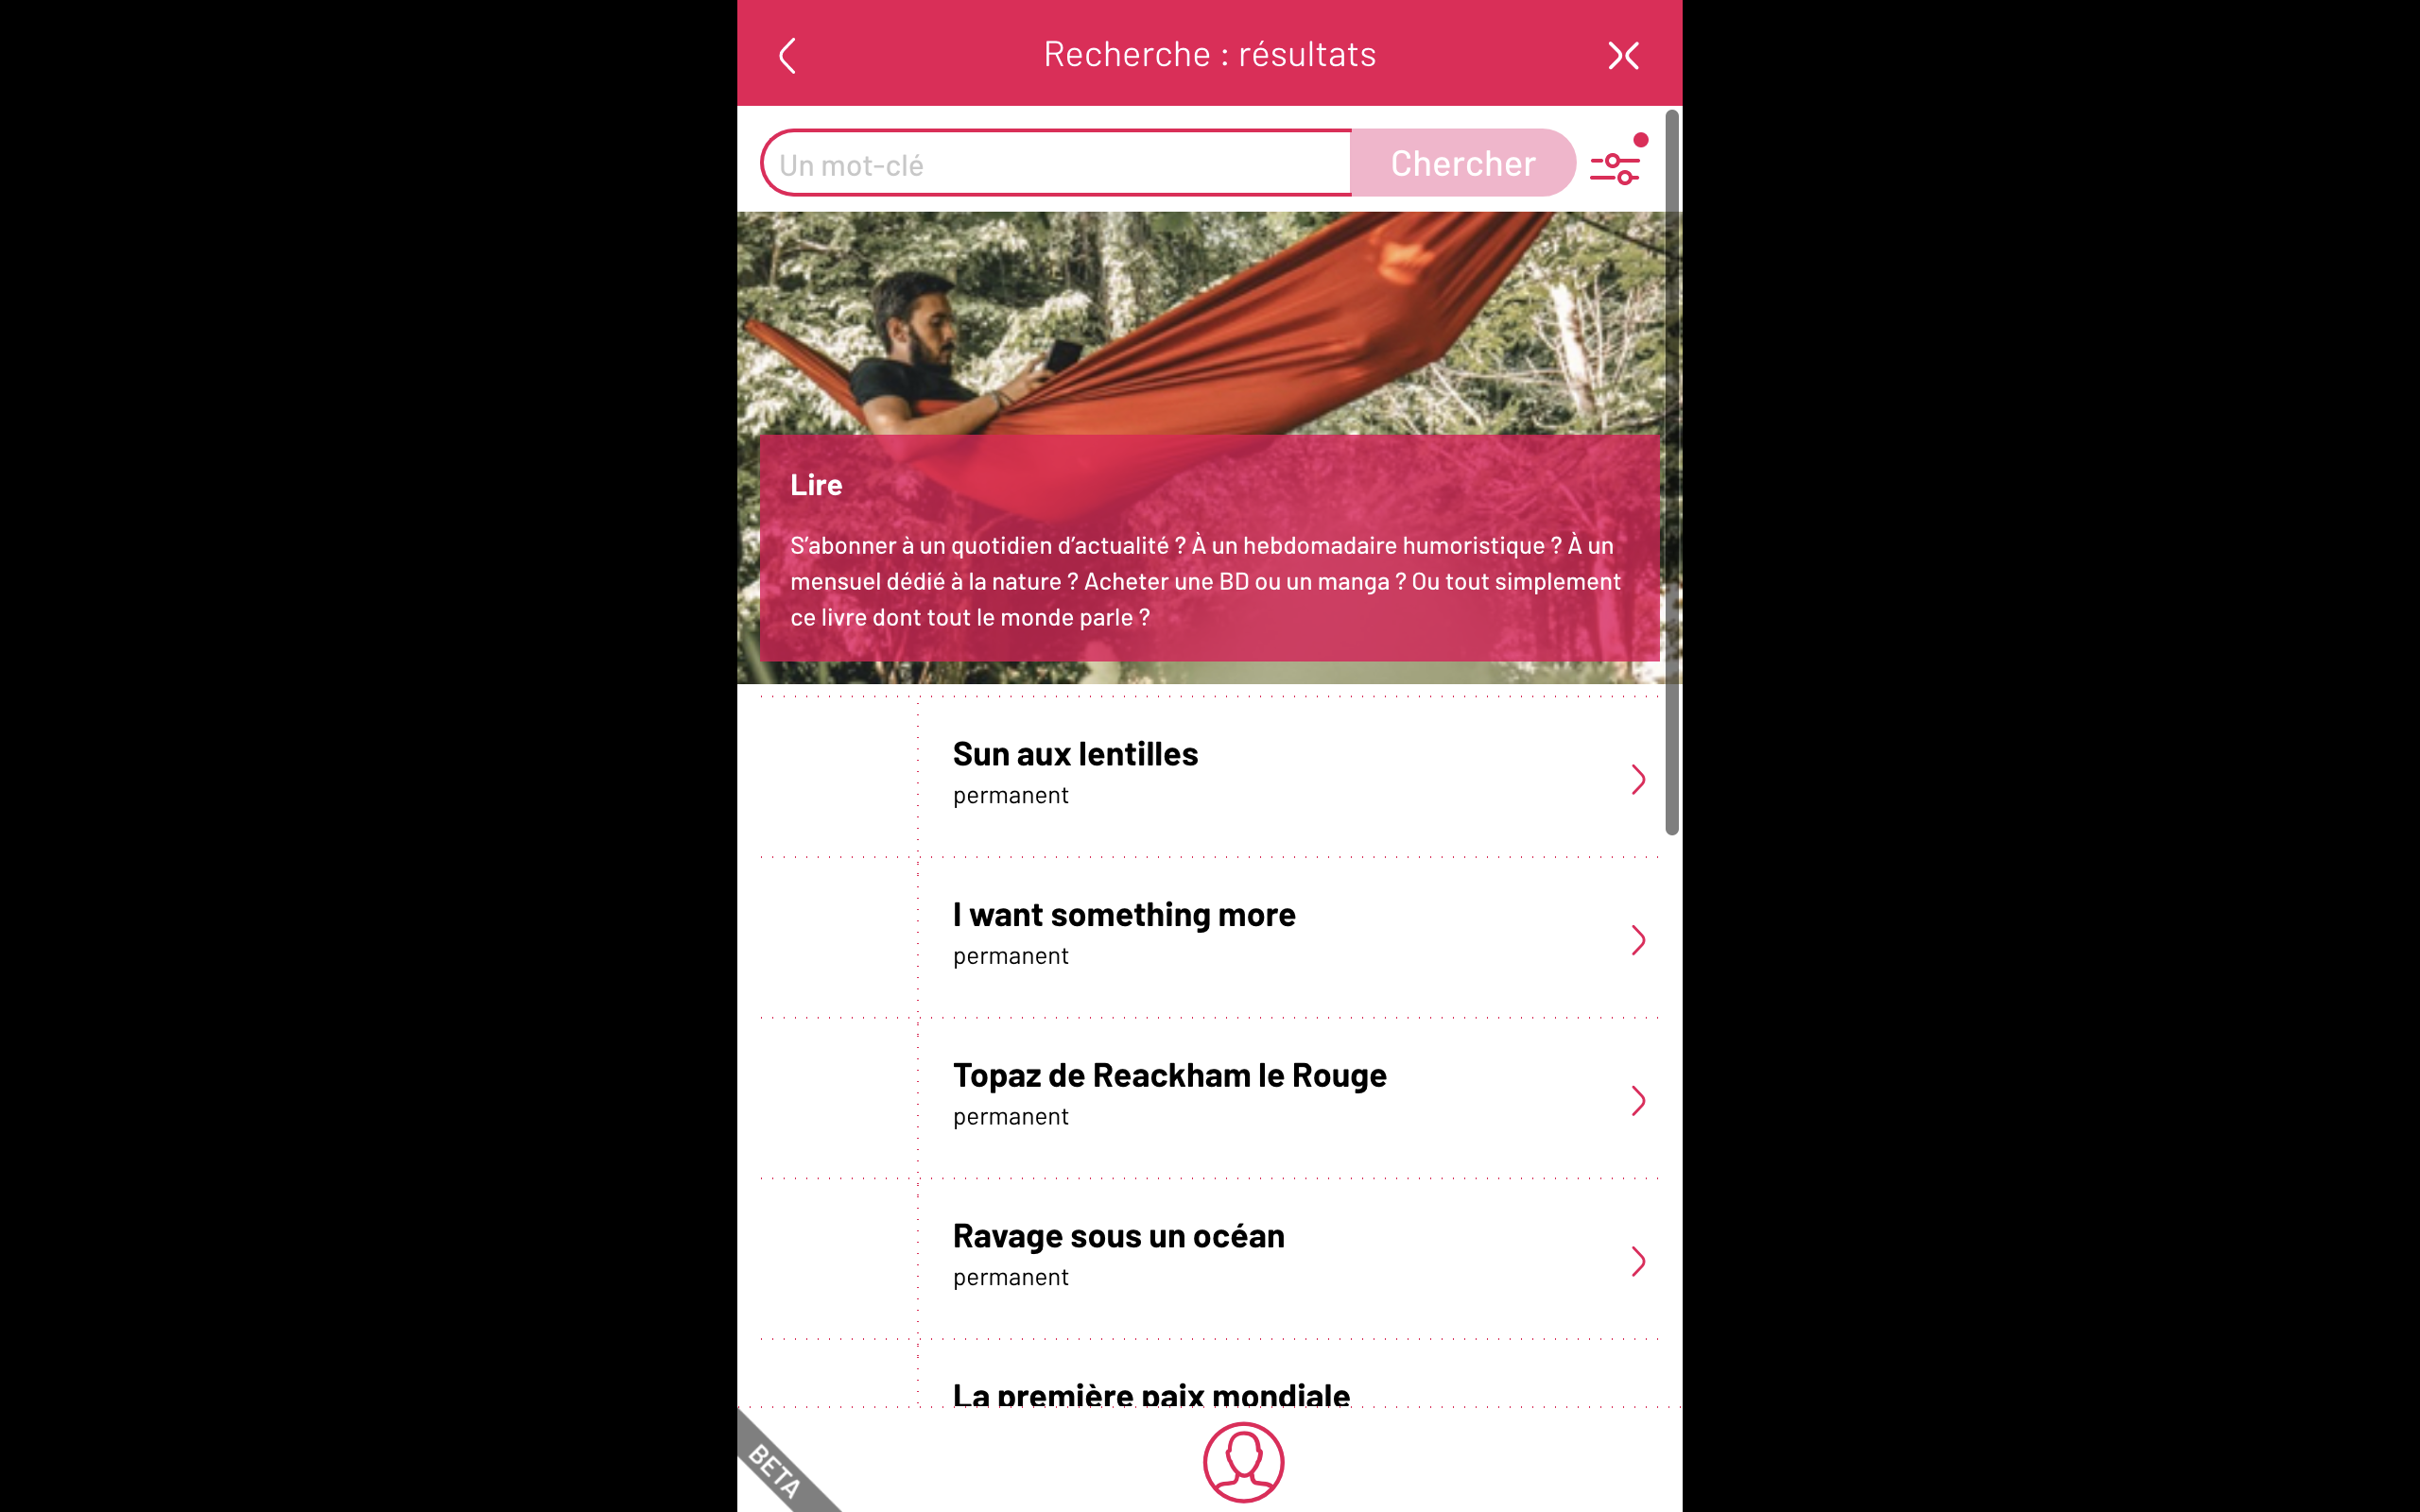 Recherche : résultats
Un mot-clé
Chercher
Lire
S'abonner à un quotidien d'actualité ? À un hebdomadaire humoristique ? À un
mensuel dédié à la nature ? Acheter une BD ou un manga ? Ou tout simplement
ce livre dont tout le monde parle ?
Sun aux lentilles
permanent
I want something more
permanent
Topaz de Reackham le Rouge
permanent
Ravage sous un océan
permanent
La première paix mondiale
BETA